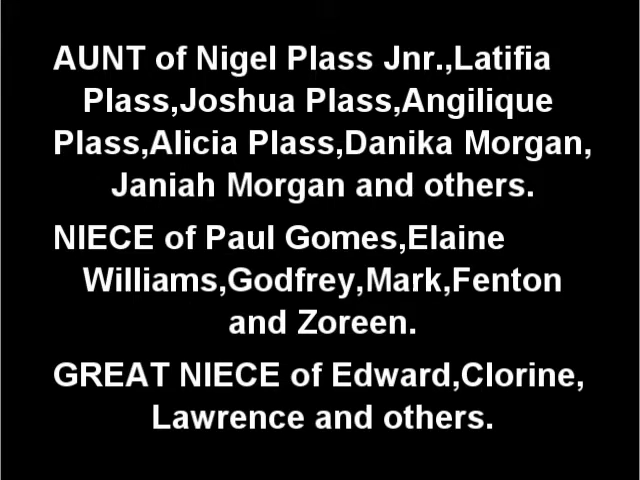 AUNT of Nigel Plass Jnr.,Latifia
Plass,Joshua Plass,Angilique
Plass,Alicia Plass,Danika Morgan,
Janiah Morgan and others.
NIECE of Paul Gomes,Elaine
Williams,Godfrey,Mark,Fenton
and Zoreen.
GREAT NIECE of Edward,Clorine,
Lawrence and others.